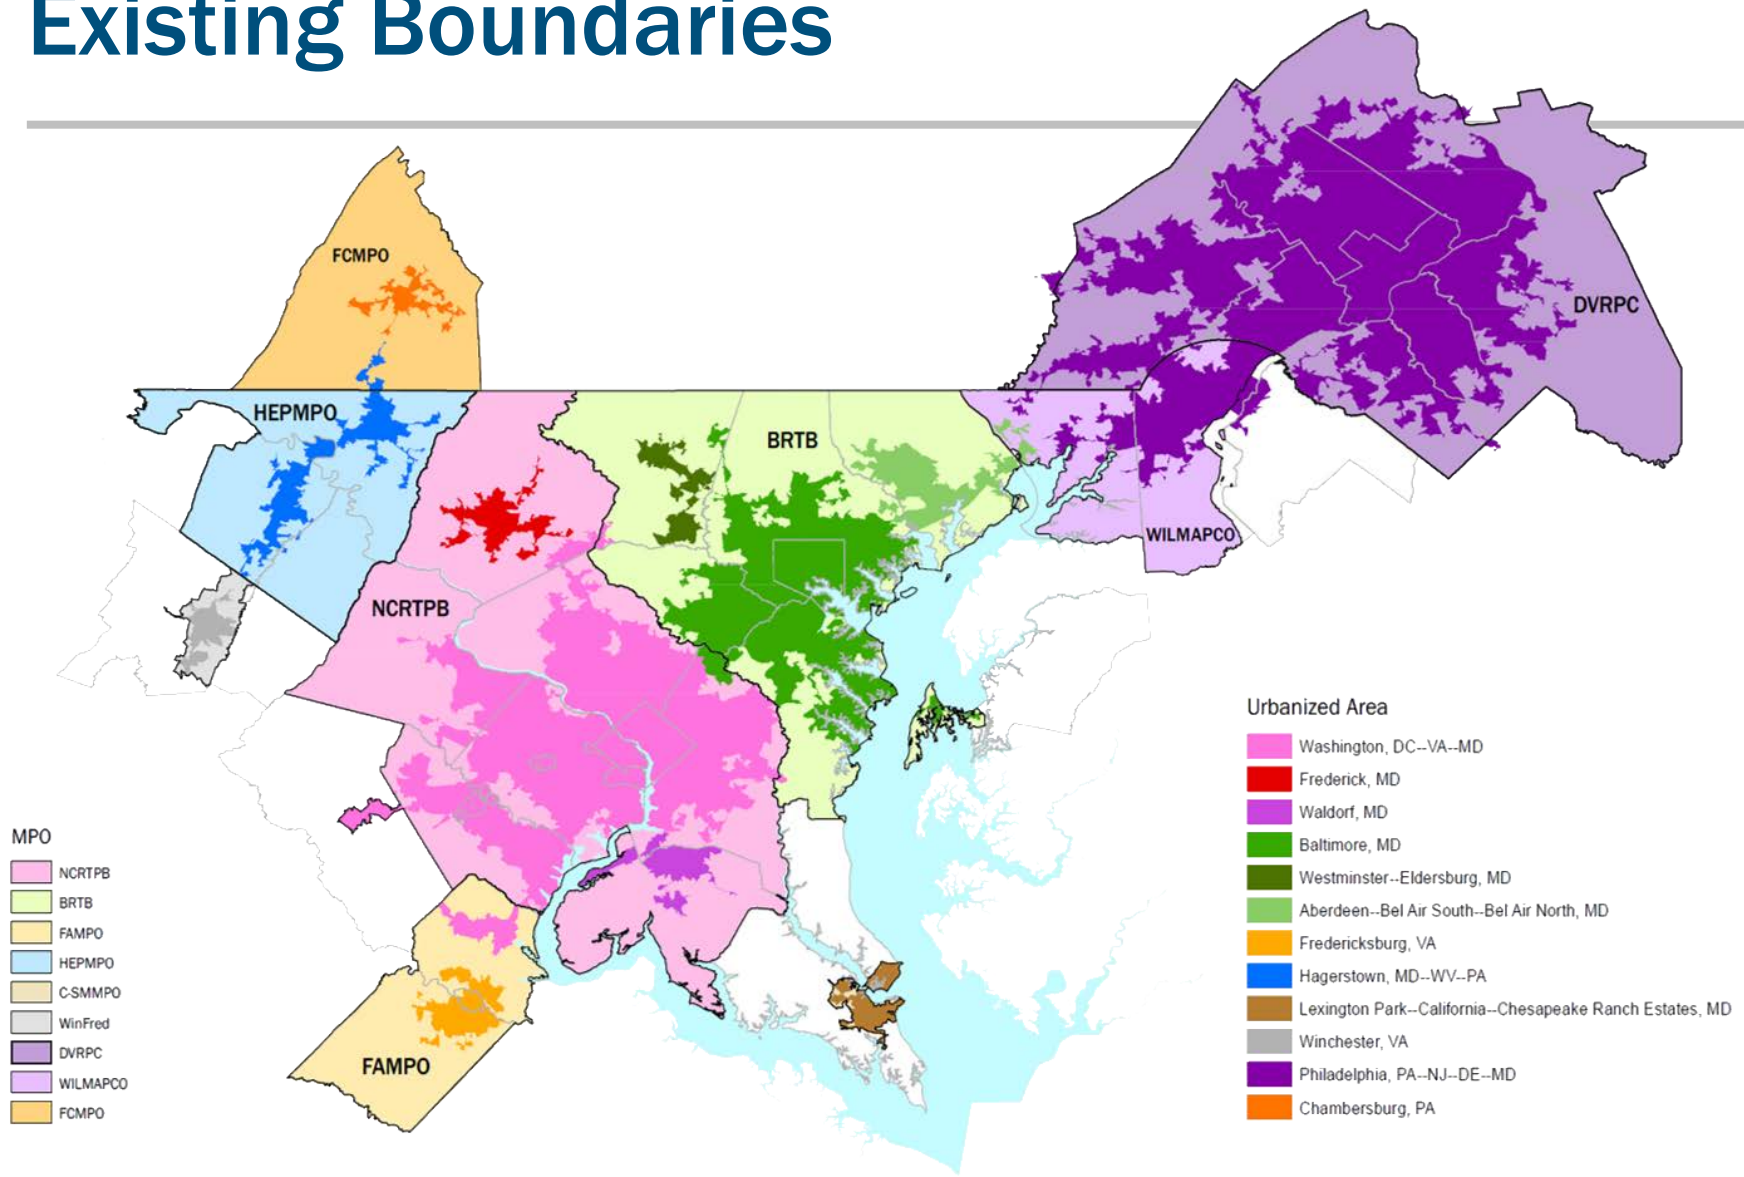 Existing Boundaries
FCMPO
DVRPC
HEPMPO
BRTB
WILMAPCO
NCRTPB
FAMPO
MPO
NCRTPB
BRTB
FAMPO
HEPMPO
C-SMMPO
WinFred
DVRPC
WILMAPCO
FCMPO
Urbanized Area
Washington, DC--VA--MD
Frederick, MD
Waldorf, MD
Baltimore, MD
Westminster--Eldersburg, MD
Aberdeen--Bel Air South--Bel Air North, MD
Fredericksburg, VA
Hagerstown, MD--WV--PA
Lexington Park--California--Chesapeake Ranch Estates, MD
Winchester, VA
Philadelphia, PA--NJ--DE--MD
Chambersburg, PA